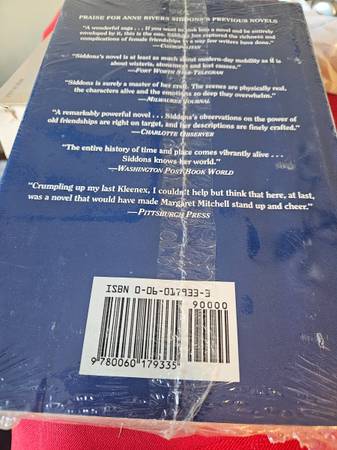 PRAISE FOR ANNE RIVERS SIDDONS'S PREVIOUS NOVELS
"A wonderful saga . . . If you want to sink into a novel and be entirely
enveloped by it, this is the one. Siddons has captured the richness and
complications of female friendships in a way few writers have done."
—COSMOPOLITAN
"Siddons's novel is at least as much about modern-day mobility as it is
about wisteria, and lost
—FORT WORTH STAR-TELEGRAM
"Siddons is surely a master of her craft. The scenes are physically real,
the characters alive and the emotions so deep they overwhelm."
—MILWAUKEE JOURNAL
"A remarkably powerful novel . . . Siddons's observations on the power of
old friendships are right on target, and her descriptions are finely crafted."
—CHARLOTTE OBSERVER
"The entire history of time and place comes vibrantly alive . . .
Siddons knows her world."
—WASHINGTON POST BOOK WORLD
"Crumpling up my last Kleenex, I couldn't help but think that here, at last,
was a novel that would have made Margaret Mitchell stand up and cheer."
—PITTSBURGH PRESS
ISBN 0-06-017933-3
90000
9 780060 179335